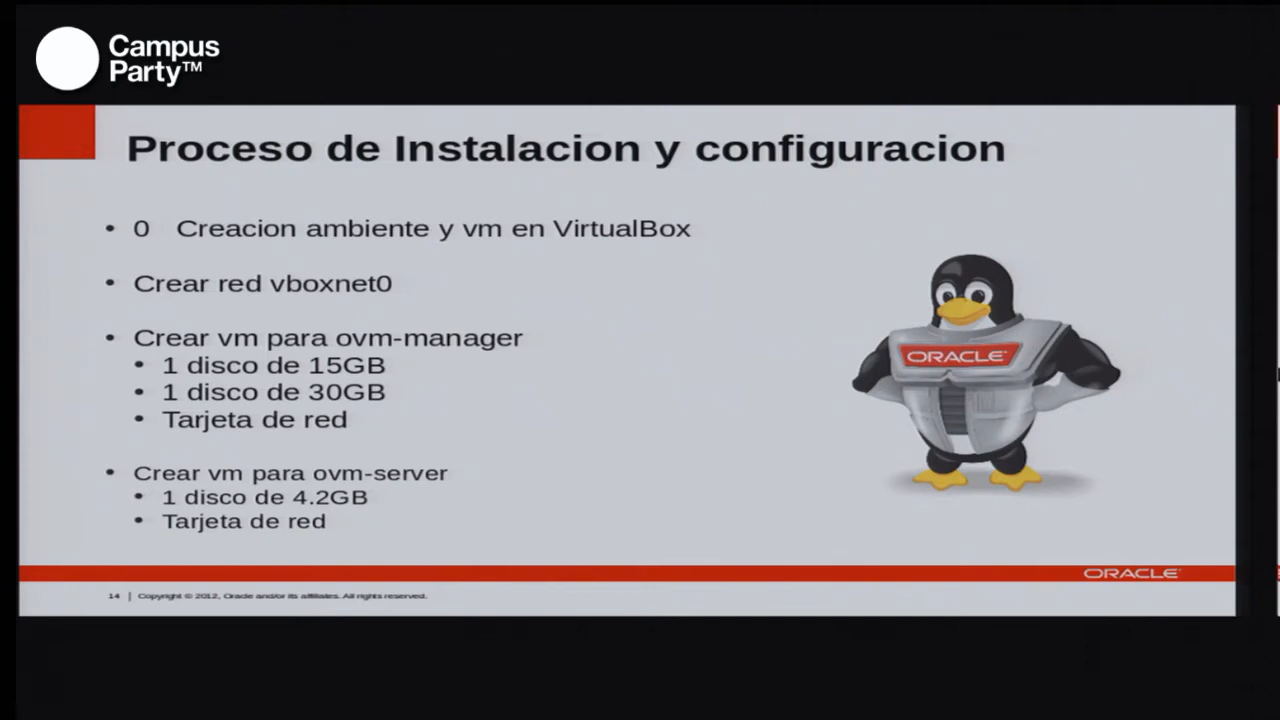 Campus
Party™
Proceso de Instalacion y configuracion
• 0 Creacion ambiente y vm en VirtualBox
• Crear red vboxnet0
• Crear vm para ovm-manager
• 1 disco de 15GB
• 1 disco de 30GB
• Tarjeta de red
• Crear vm para ovm-server
• 1 disco de 4.2GB
• Tarjeta de red
ORACLE
ORACLE
14 | Copyright © 2012, Oracle and/or its affiliates. All rights reserved.